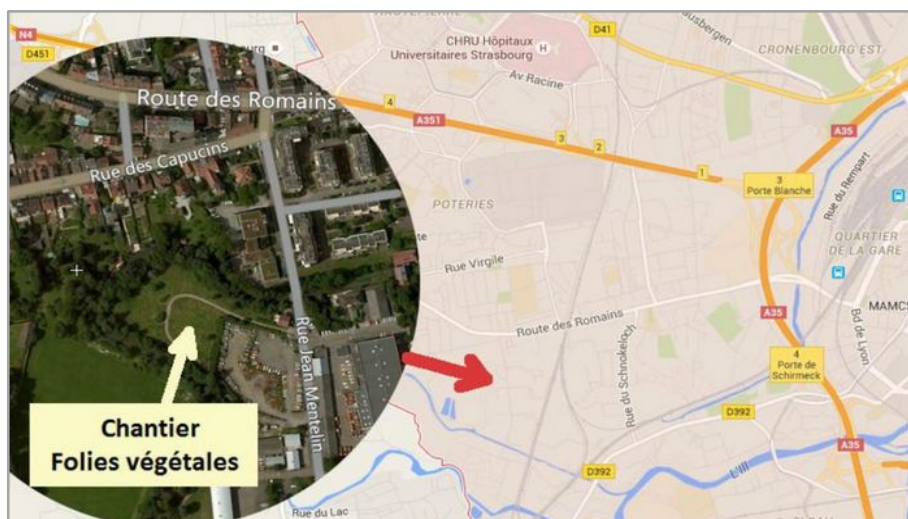 N4
D451
HAUTEPIERRE
CHRU Hôpitaux
Universitaires Strasbourg
H
Av Racine
D41
CRONENBOURG EST
4
A351
3
2
1
A35
3
Porte Blanche
Rue du Rempart
QUARTIER
DE LA GARE
POTERIES
Rue Virgile
Route des Romains
MAMCS
Bd de Lyon
A35
4
Porte de
Schirmeck
Rue du Schnokeloch
D392
D392
A35
L'Ill
Rue du Lac
Route des Romains
Rue des Capucins
Rue Jean Mentelin
Chantier
Folies végétales